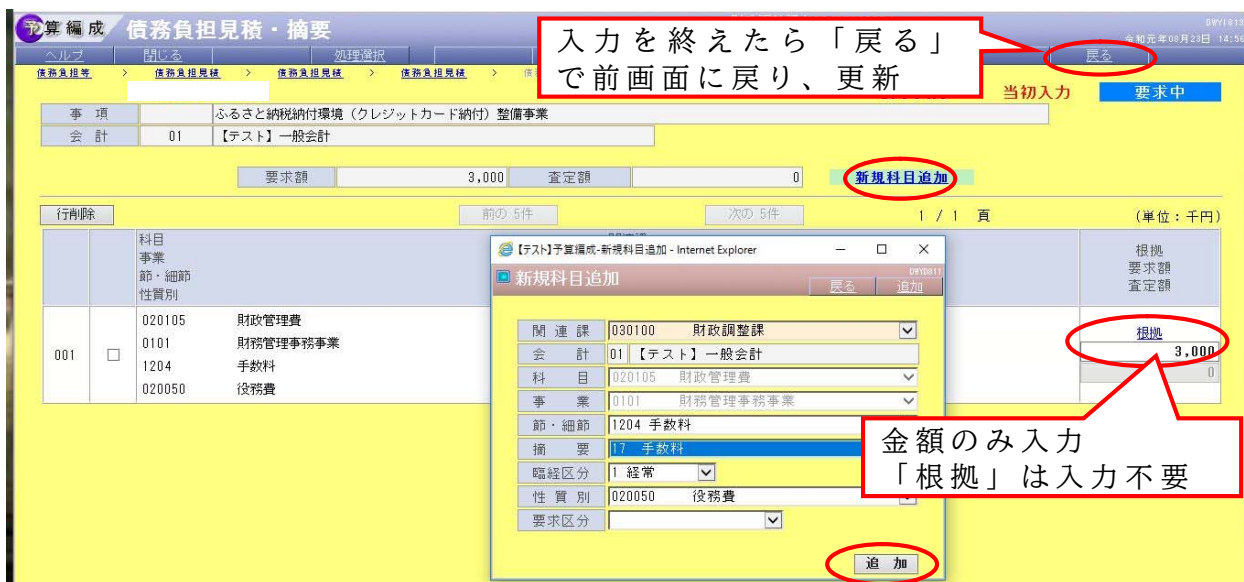 予算編成 債務負担見積・摘要
DWYI813
令和元年08月23日 14:56
ヘルプ 閉じる 処理選択 戻る
入力を終えたら「戻る」
で前画面に戻り、更新
債務負担等 > 債務負担見積 > 債務負担見積 > 債務負担見積 >
当初入力 要求中
事項 ふるさと納税納付環境(クレジットカード納付)整備事業
会計 01 【テスト】一般会計
要求額 3,000 査定額 0 新規科目追加
行削除 前の 5件 次の 5件 1 / 1 頁 (単位:千円)
科目
事業
節・細節
性質別
根拠
要求額
査定額
001
020105 財政管理費
0101 財務管理事務事業
1204 手数料
020050 役務費
根拠
3,000
0
【テスト】予算編成-新規科目追加 - Internet Explorer
新規科目追加
DWYD811
戻る 追加
関連課 030100 財政調整課
会計 01 【テスト】一般会計
科目 020105 財政管理費
事業 0101 財務管理事務事業
節・細節 1204 手数料
摘要 17 手数料
臨経区分 1 経常
性質別 020050 役務費
要求区分
追加
金額のみ入力
「根拠」は入力不要